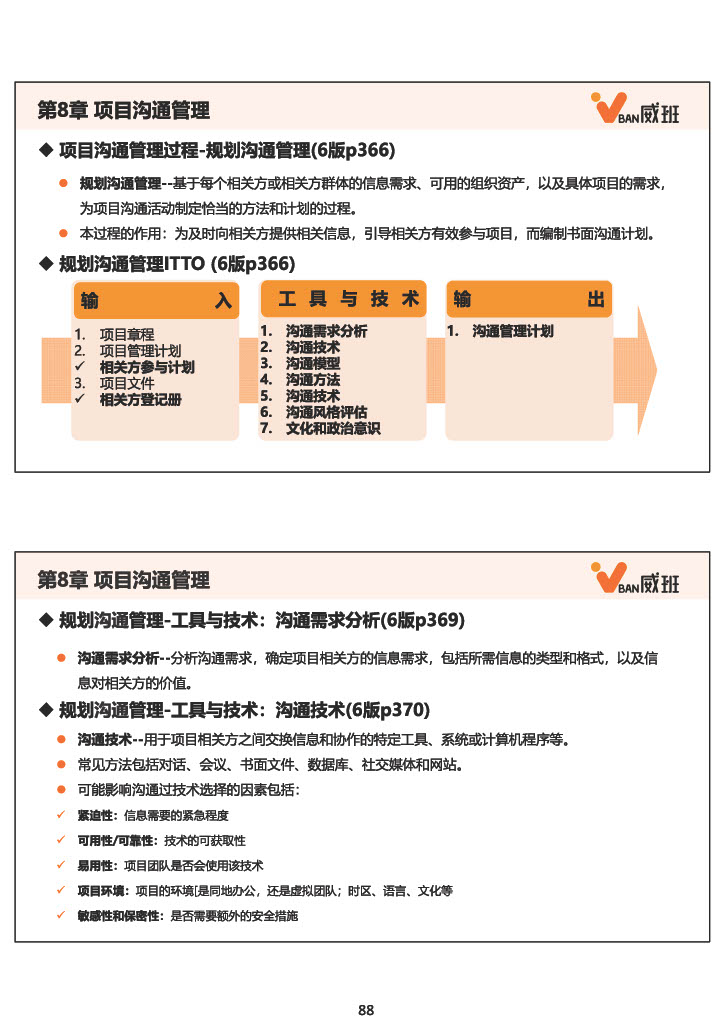 第8章 项目沟通管理
VBAN威班
◆ 项目沟通管理过程-规划沟通管理(6版p366)
● 规划沟通管理--基于每个相关方或相关方群体的信息需求、可用的组织资产，以及具体项目的需求，
为项目沟通活动制定恰当的方法和计划的过程。
● 本过程的作用：为及时向相关方提供相关信息，引导相关方有效参与项目，而编制书面沟通计划。
◆ 规划沟通管理ITTO (6版p366)
输 入
1. 项目章程
2. 项目管理计划
✓ 相关方参与计划
3. 项目文件
✓ 相关方登记册
工 具 与 技 术
1. 沟通需求分析
2. 沟通技术
3. 沟通模型
4. 沟通方法
5. 沟通技术
6. 沟通风格评估
7. 文化和政治意识
输 出
1. 沟通管理计划
第8章 项目沟通管理
VBAN威班
◆ 规划沟通管理-工具与技术：沟通需求分析(6版p369)
● 沟通需求分析--分析沟通需求，确定项目相关方的信息需求，包括所需信息的类型和格式，以及信
息对相关方的价值。
◆ 规划沟通管理-工具与技术：沟通技术(6版p370)
● 沟通技术--用于项目相关方之间交换信息和协作的特定工具、系统或计算机程序等。
● 常见方法包括对话、会议、书面文件、数据库、社交媒体和网站。
● 可能影响沟通过技术选择的因素包括：
✓ 紧迫性：信息需要的紧急程度
✓ 可用性/可靠性：技术的可获取性
✓ 易用性：项目团队是否会使用该技术
✓ 项目环境：项目的环境[是同地办公，还是虚拟团队；时区、语言、文化等
✓ 敏感性和保密性：是否需要额外的安全措施
88